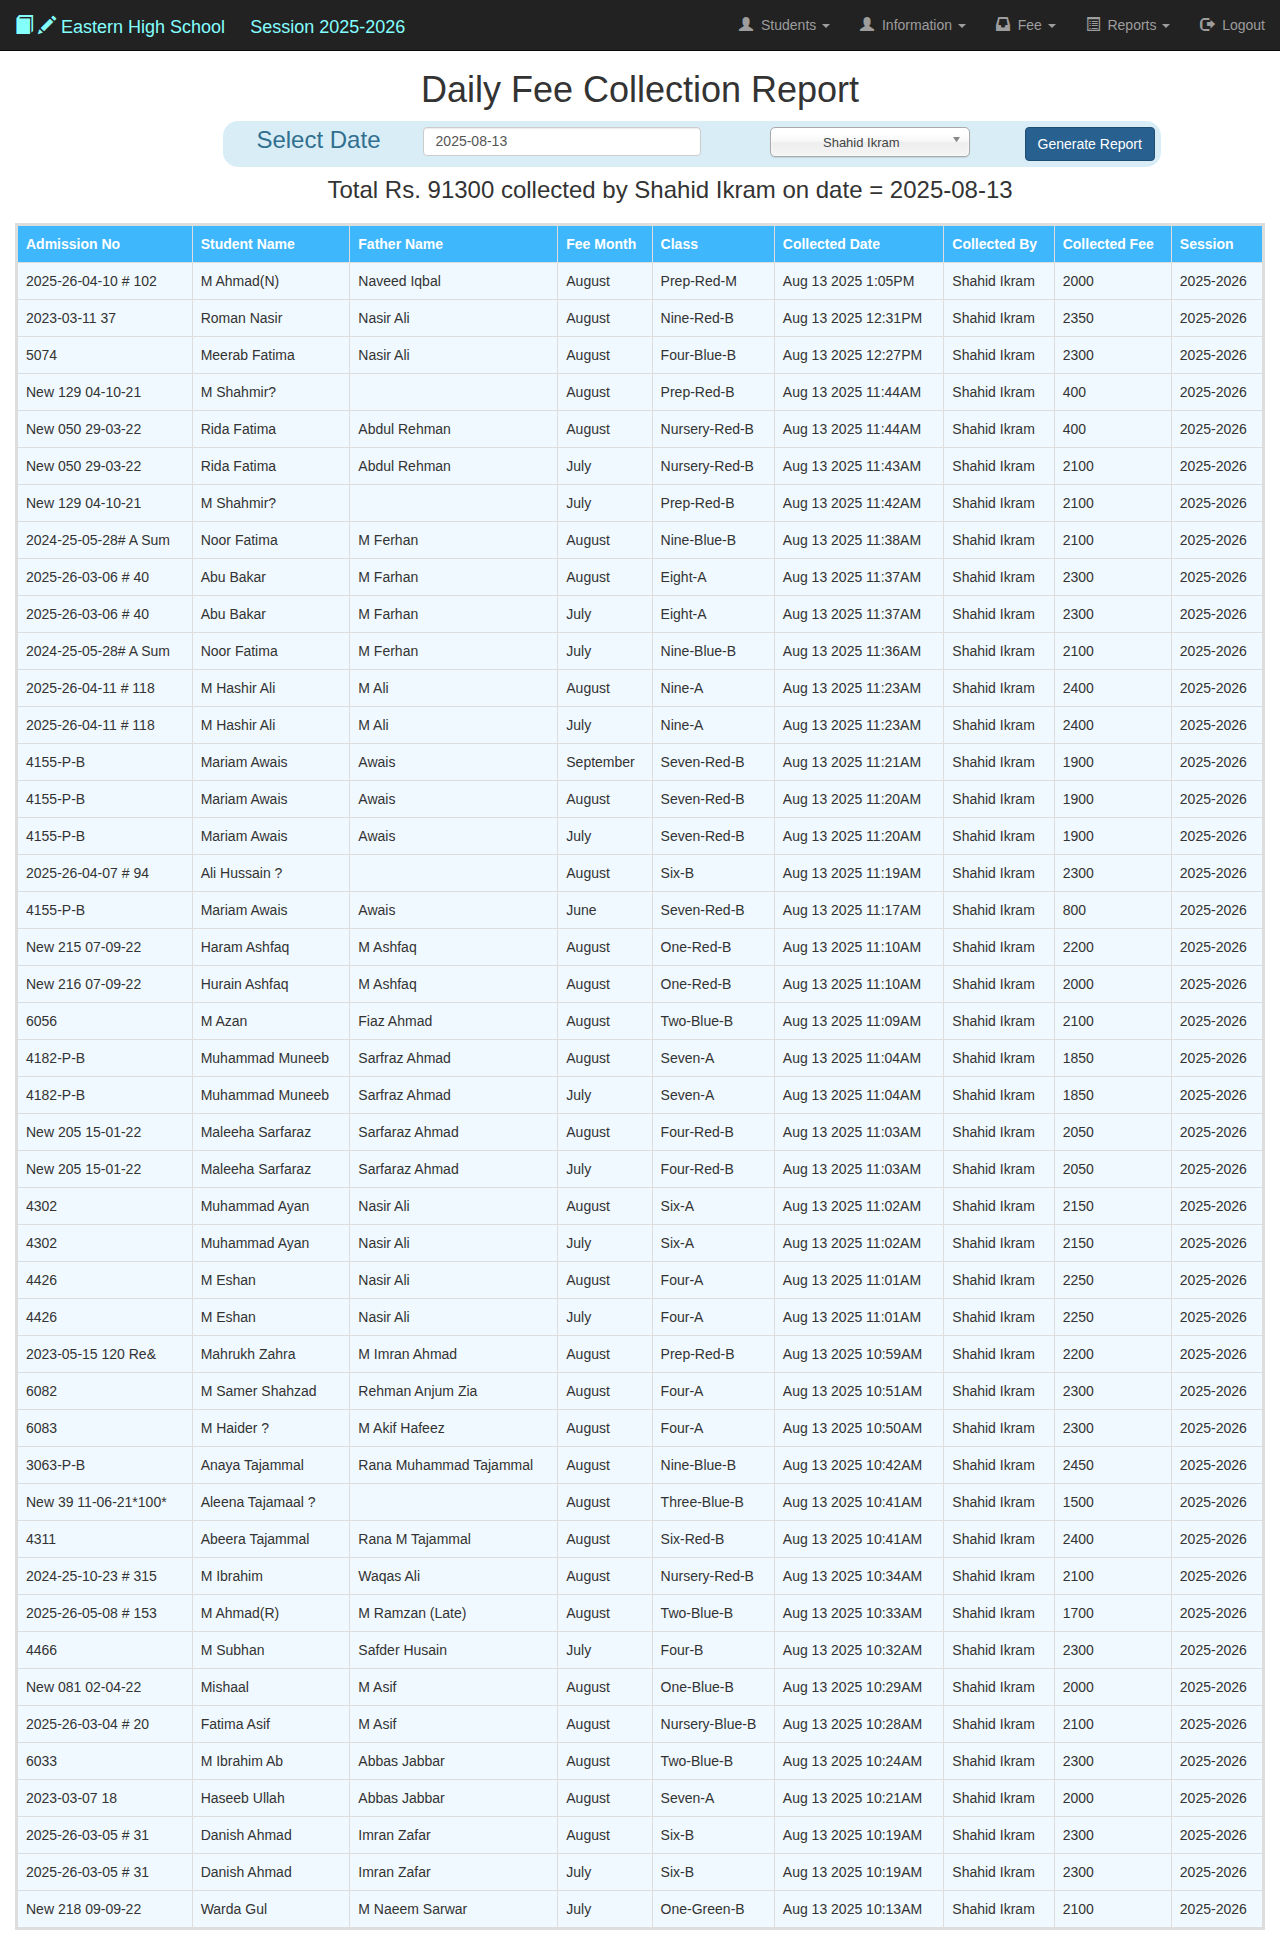 Eastern High School Session 2025-2026 Students Information Fee Reports Logout
Daily Fee Collection Report
Select Date 2025-08-13 Shahid Ikram Generate Report
Total Rs. 91300 collected by Shahid Ikram on date = 2025-08-13
Admission No Student Name Father Name Fee Month Class Collected Date Collected By Collected Fee Session
2025-26-04-10 # 102 M Ahmad(N) Naveed Iqbal August Prep-Red-M Aug 13 2025 1:05PM Shahid Ikram 2000 2025-2026
2023-03-11 37 Roman Nasir Nasir Ali August Nine-Red-B Aug 13 2025 12:31PM Shahid Ikram 2350 2025-2026
5074 Meerab Fatima Nasir Ali August Four-Blue-B Aug 13 2025 12:27PM Shahid Ikram 2300 2025-2026
New 129 04-10-21 M Shahmir? August Prep-Red-B Aug 13 2025 11:44AM Shahid Ikram 400 2025-2026
New 050 29-03-22 Rida Fatima Abdul Rehman August Nursery-Red-B Aug 13 2025 11:44AM Shahid Ikram 400 2025-2026
New 050 29-03-22 Rida Fatima Abdul Rehman July Nursery-Red-B Aug 13 2025 11:43AM Shahid Ikram 2100 2025-2026
New 129 04-10-21 M Shahmir? July Prep-Red-B Aug 13 2025 11:42AM Shahid Ikram 2100 2025-2026
2024-25-05-28# A Sum Noor Fatima M Ferhan August Nine-Blue-B Aug 13 2025 11:38AM Shahid Ikram 2100 2025-2026
2025-26-03-06 # 40 Abu Bakar M Farhan August Eight-A Aug 13 2025 11:37AM Shahid Ikram 2300 2025-2026
2025-26-03-06 # 40 Abu Bakar M Farhan July Eight-A Aug 13 2025 11:37AM Shahid Ikram 2300 2025-2026
2024-25-05-28# A Sum Noor Fatima M Ferhan July Nine-Blue-B Aug 13 2025 11:36AM Shahid Ikram 2100 2025-2026
2025-26-04-11 # 118 M Hashir Ali M Ali August Nine-A Aug 13 2025 11:23AM Shahid Ikram 2400 2025-2026
2025-26-04-11 # 118 M Hashir Ali M Ali July Nine-A Aug 13 2025 11:23AM Shahid Ikram 2400 2025-2026
4155-P-B Mariam Awais Awais September Seven-Red-B Aug 13 2025 11:21AM Shahid Ikram 1900 2025-2026
4155-P-B Mariam Awais Awais August Seven-Red-B Aug 13 2025 11:20AM Shahid Ikram 1900 2025-2026
4155-P-B Mariam Awais Awais July Seven-Red-B Aug 13 2025 11:20AM Shahid Ikram 1900 2025-2026
2025-26-04-07 # 94 Ali Hussain ? August Six-B Aug 13 2025 11:19AM Shahid Ikram 2300 2025-2026
4155-P-B Mariam Awais Awais June Seven-Red-B Aug 13 2025 11:17AM Shahid Ikram 800 2025-2026
New 215 07-09-22 Haram Ashfaq M Ashfaq August One-Red-B Aug 13 2025 11:10AM Shahid Ikram 2200 2025-2026
New 216 07-09-22 Hurain Ashfaq M Ashfaq August One-Red-B Aug 13 2025 11:10AM Shahid Ikram 2000 2025-2026
6056 M Azan Fiaz Ahmad August Two-Blue-B Aug 13 2025 11:09AM Shahid Ikram 2100 2025-2026
4182-P-B Muhammad Muneeb Sarfraz Ahmad August Seven-A Aug 13 2025 11:04AM Shahid Ikram 1850 2025-2026
4182-P-B Muhammad Muneeb Sarfraz Ahmad July Seven-A Aug 13 2025 11:04AM Shahid Ikram 1850 2025-2026
New 205 15-01-22 Maleeha Sarfaraz Sarfaraz Ahmad August Four-Red-B Aug 13 2025 11:03AM Shahid Ikram 2050 2025-2026
New 205 15-01-22 Maleeha Sarfaraz Sarfaraz Ahmad July Four-Red-B Aug 13 2025 11:03AM Shahid Ikram 2050 2025-2026
4302 Muhammad Ayan Nasir Ali August Six-A Aug 13 2025 11:02AM Shahid Ikram 2150 2025-2026
4302 Muhammad Ayan Nasir Ali July Six-A Aug 13 2025 11:02AM Shahid Ikram 2150 2025-2026
4426 M Eshan Nasir Ali August Four-A Aug 13 2025 11:01AM Shahid Ikram 2250 2025-2026
4426 M Eshan Nasir Ali July Four-A Aug 13 2025 11:01AM Shahid Ikram 2250 2025-2026
2023-05-15 120 Re& Mahrukh Zahra M Imran Ahmad August Prep-Red-B Aug 13 2025 10:59AM Shahid Ikram 2200 2025-2026
6082 M Samer Shahzad Rehman Anjum Zia August Four-A Aug 13 2025 10:51AM Shahid Ikram 2300 2025-2026
6083 M Haider ? M Akif Hafeez August Four-A Aug 13 2025 10:50AM Shahid Ikram 2300 2025-2026
3063-P-B Anaya Tajammal Rana Muhammad Tajammal August Nine-Blue-B Aug 13 2025 10:42AM Shahid Ikram 2450 2025-2026
New 39 11-06-21*100* Aleena Tajamaal ? August Three-Blue-B Aug 13 2025 10:41AM Shahid Ikram 1500 2025-2026
4311 Abeera Tajammal Rana M Tajammal August Six-Red-B Aug 13 2025 10:41AM Shahid Ikram 2400 2025-2026
2024-25-10-23 # 315 M Ibrahim Waqas Ali August Nursery-Red-B Aug 13 2025 10:34AM Shahid Ikram 2100 2025-2026
2025-26-05-08 # 153 M Ahmad(R) M Ramzan (Late) August Two-Blue-B Aug 13 2025 10:33AM Shahid Ikram 1700 2025-2026
4466 M Subhan Safder Husain July Four-B Aug 13 2025 10:32AM Shahid Ikram 2300 2025-2026
New 081 02-04-22 Mishaal M Asif August One-Blue-B Aug 13 2025 10:29AM Shahid Ikram 2000 2025-2026
2025-26-03-04 # 20 Fatima Asif M Asif August Nursery-Blue-B Aug 13 2025 10:28AM Shahid Ikram 2100 2025-2026
6033 M Ibrahim Ab Abbas Jabbar August Two-Blue-B Aug 13 2025 10:24AM Shahid Ikram 2300 2025-2026
2023-03-07 18 Haseeb Ullah Abbas Jabbar August Seven-A Aug 13 2025 10:21AM Shahid Ikram 2000 2025-2026
2025-26-03-05 # 31 Danish Ahmad Imran Zafar August Six-B Aug 13 2025 10:19AM Shahid Ikram 2300 2025-2026
2025-26-03-05 # 31 Danish Ahmad Imran Zafar July Six-B Aug 13 2025 10:19AM Shahid Ikram 2300 2025-2026
New 218 09-09-22 Warda Gul M Naeem Sarwar July One-Green-B Aug 13 2025 10:13AM Shahid Ikram 2100 2025-2026